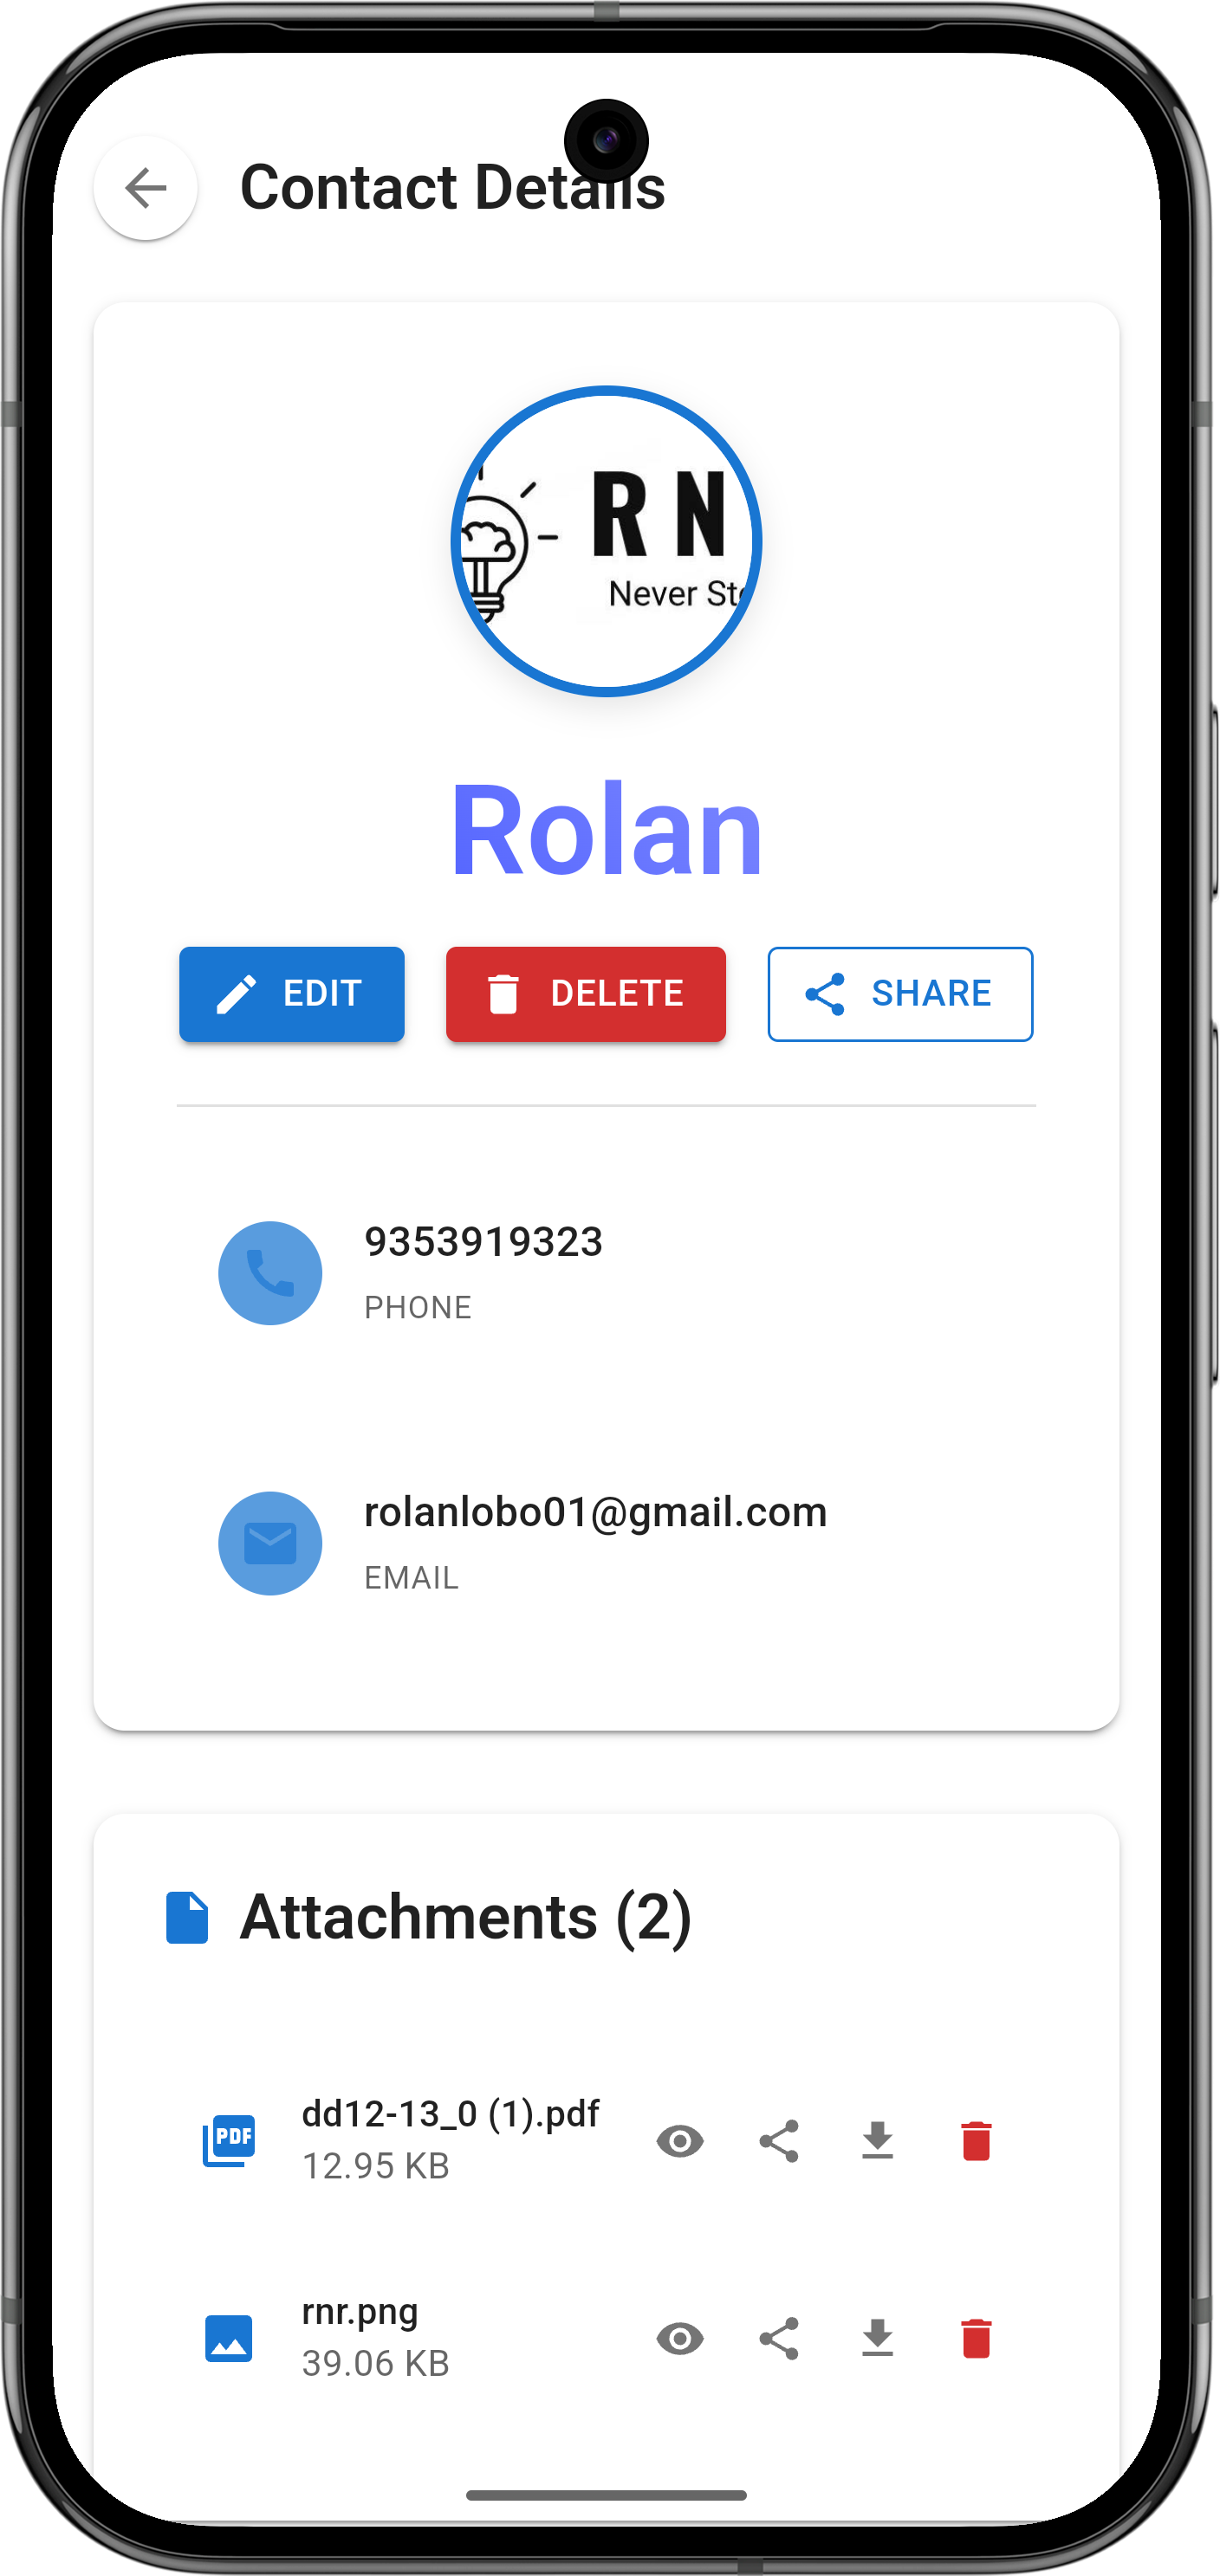 Contact Details
R N
Never Sto
Rolan
EDIT
DELETE
SHARE
9353919323
PHONE
rolanlobo01@gmail.com
EMAIL
Attachments (2)
PDF
dd12-13_0 (1).pdf
12.95 KB
rnr.png
39.06 KB